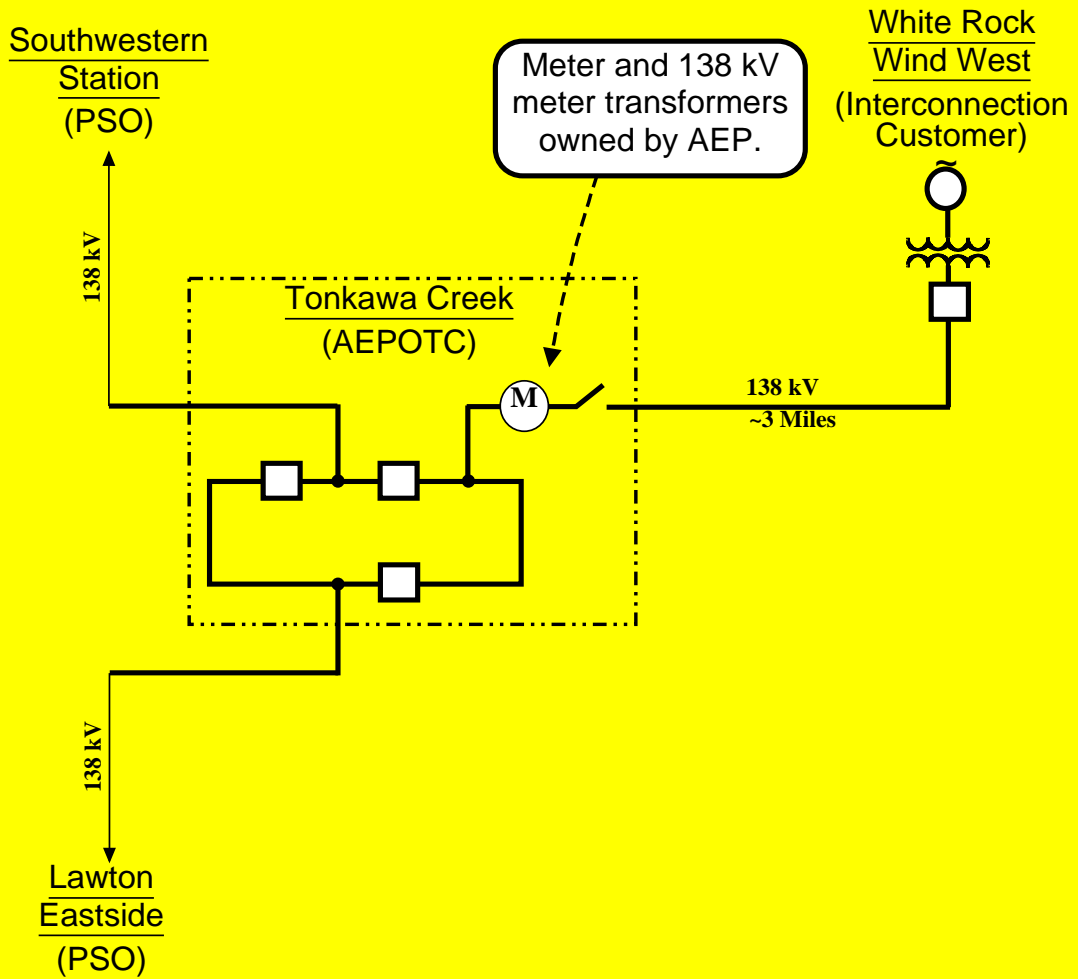 Southwestern
Station
(PSO)
Meter and 138 kV
meter transformers
owned by AEP.
White Rock
Wind West
(Interconnection
Customer)
~
138 kV
Tonkawa Creek
(AEPOTC)
M
138 kV
~3 Miles
138 kV
Lawton
Eastside
(PSO)